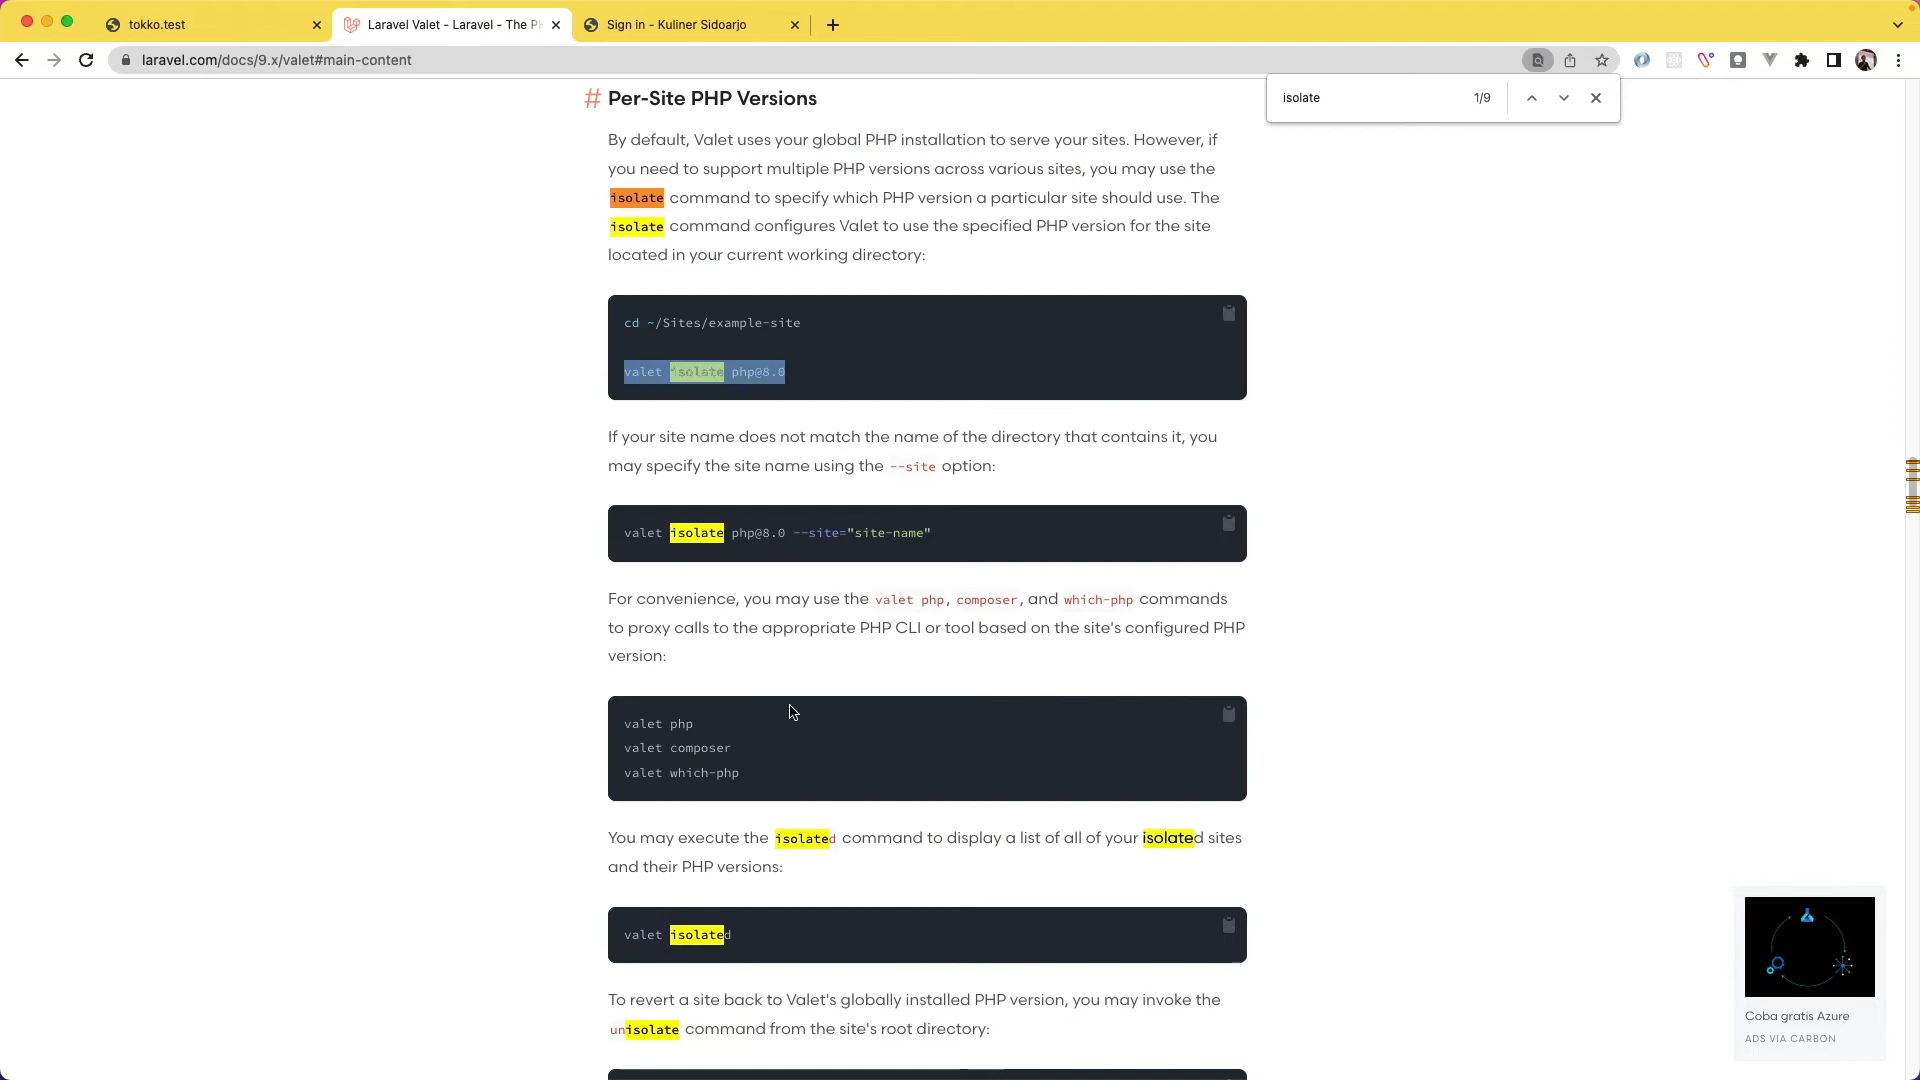 tokko.test
Laravel Valet - Laravel - The P
Sign in - Kuliner Sidoarjo
laravel.com/docs/9.x/valet#main-content
isolate
1/9
# Per-Site PHP Versions
By default, Valet uses your global PHP installation to serve your sites. However, if
you need to support multiple PHP versions across various sites, you may use the
isolate command to specify which PHP version a particular site should use. The
isolate command configures Valet to use the specified PHP version for the site
located in your current working directory:
cd ~/Sites/example-site
valet isolate php@8.0
If your site name does not match the name of the directory that contains it, you
may specify the site name using the --site option:
valet isolate php@8.0 --site="site-name"
For convenience, you may use the valet php, composer, and which-php commands
to proxy calls to the appropriate PHP CLI or tool based on the site's configured PHP
version:
valet php
valet composer
valet which-php
You may execute the isolated command to display a list of all of your isolated sites
and their PHP versions:
valet isolated
To revert a site back to Valet's globally installed PHP version, you may invoke the
unisolate command from the site's root directory:
Coba gratis Azure
ADS VIA CARBON